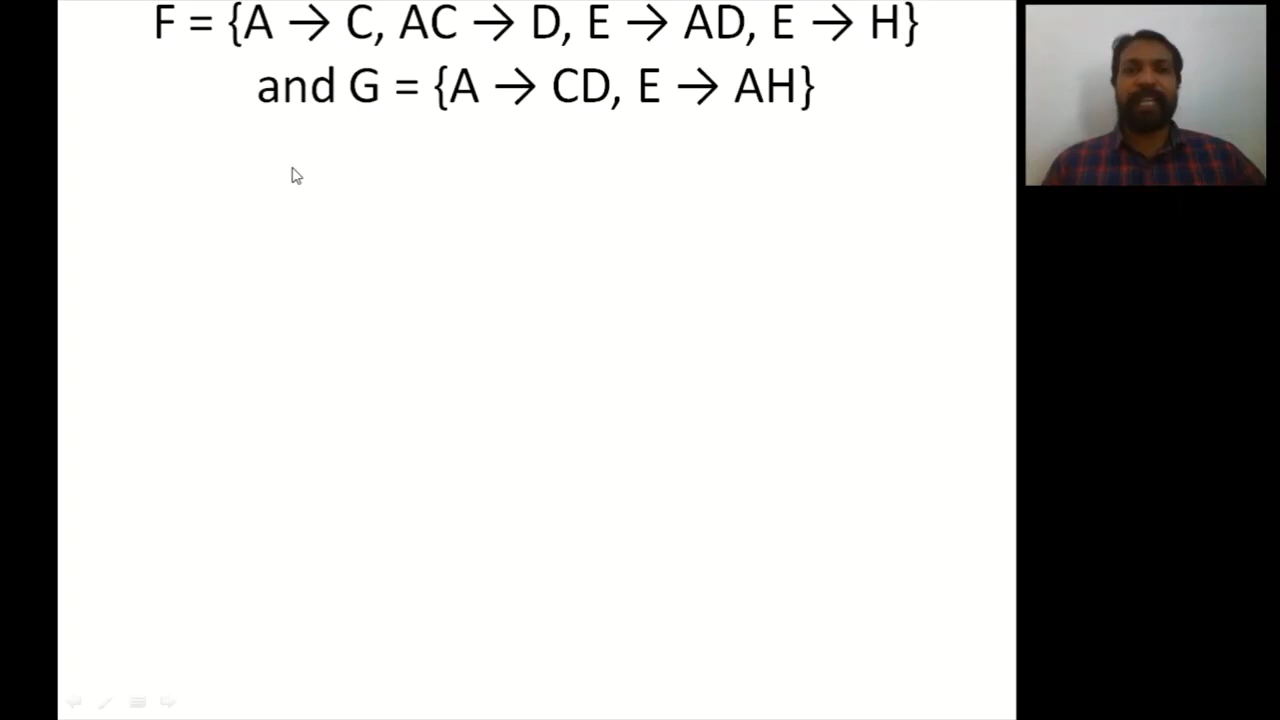 F = {A → C, AC → D, E → AD, E → H}
and G = {A → CD, E → AH}